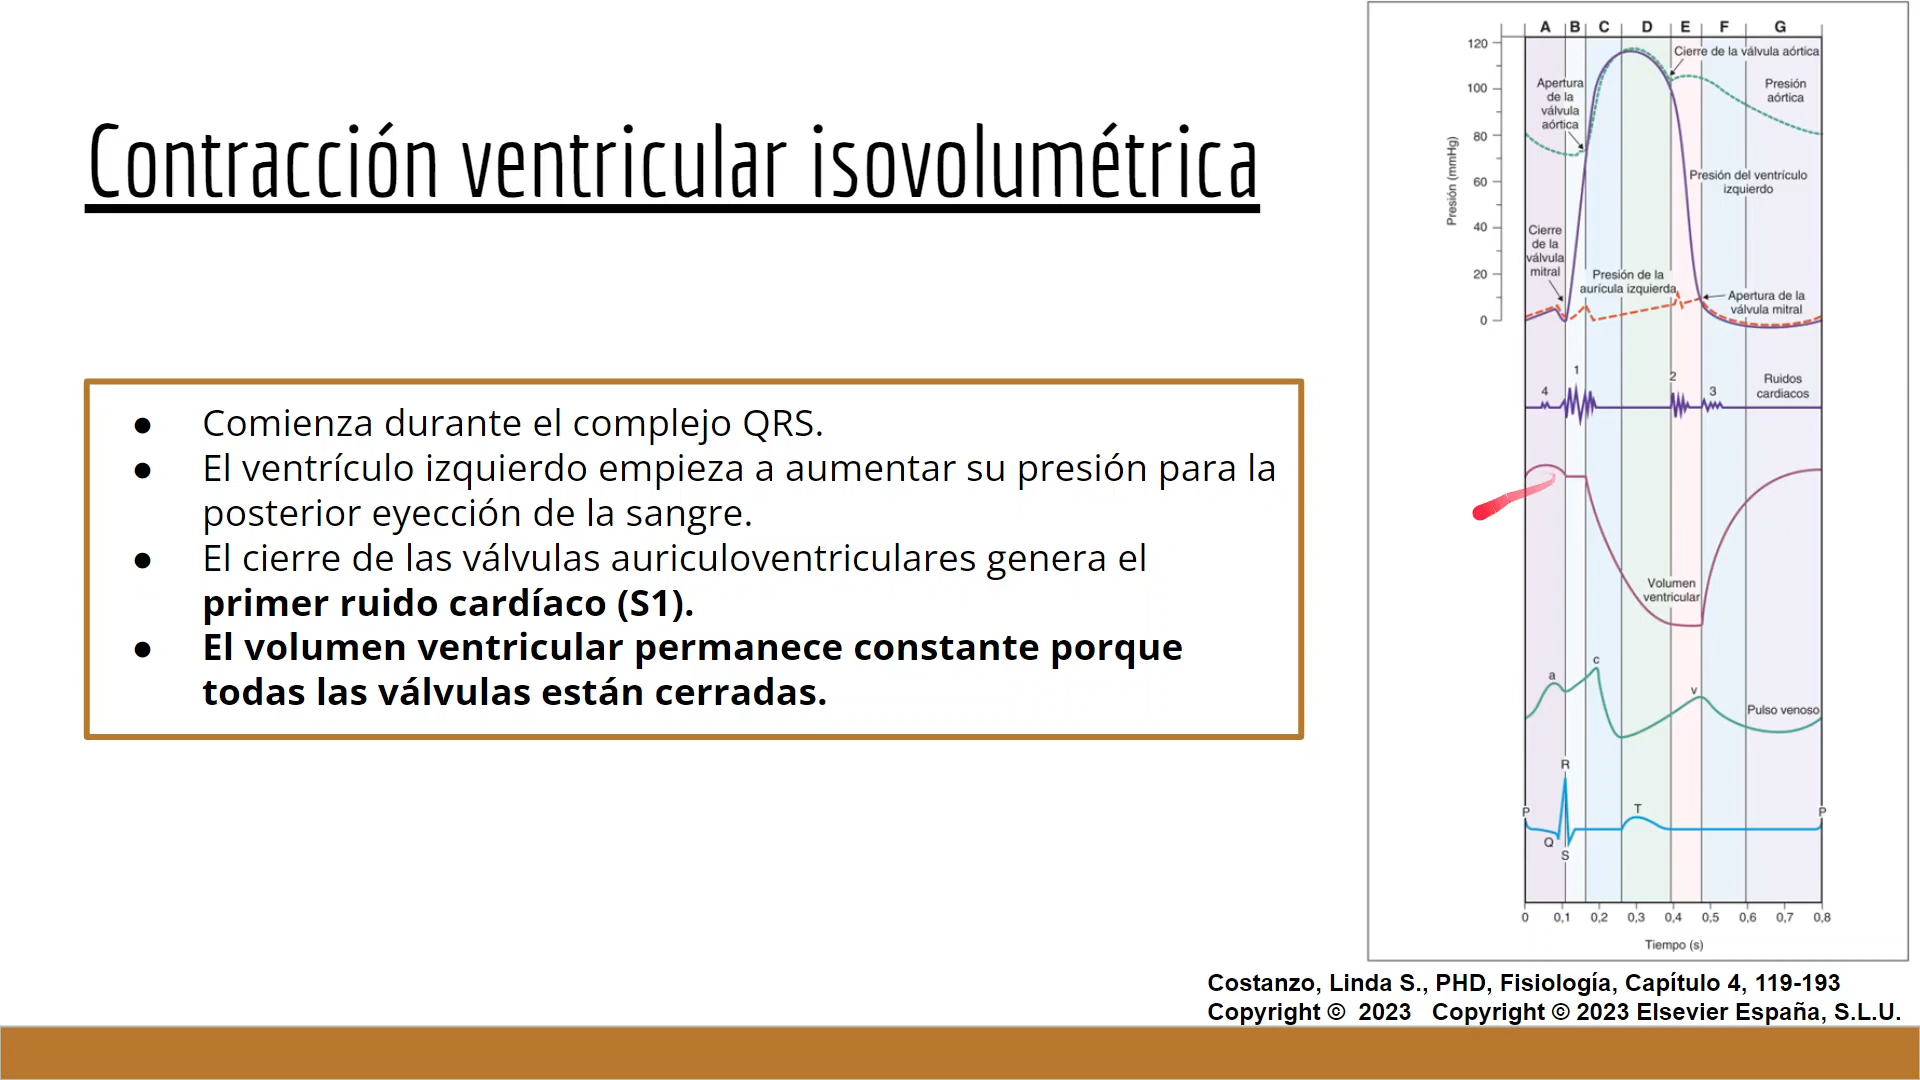 Contracción ventricular isovolumétrica
● Comienza durante el complejo QRS.
● El ventrículo izquierdo empieza a aumentar su presión para la
posterior eyección de la sangre.
● El cierre de las válvulas auriculoventriculares genera el
primer ruido cardíaco (S1).
● El volumen ventricular permanece constante porque
todas las válvulas están cerradas.
A B C D E F G
120
100
80
60
40
20
0
Presión (mmHg)
Cierre de la válvula aórtica
Apertura
de la
válvula
aórtica
Presión
aórtica
Presión del ventrículo
izquierdo
Cierre
de la
válvula
mitral
Presión de la
aurícula izquierda
Apertura de la
válvula mitral
4 1 2 3
Ruidos
cardiacos
Volumen
ventricular
a c v
Pulso venoso
P Q R S T P
0 0,1 0,2 0,3 0,4 0,5 0,6 0,7 0,8
Tiempo (s)
Costanzo, Linda S., PHD, Fisiología, Capítulo 4, 119-193
Copyright © 2023 Copyright © 2023 Elsevier España, S.L.U.